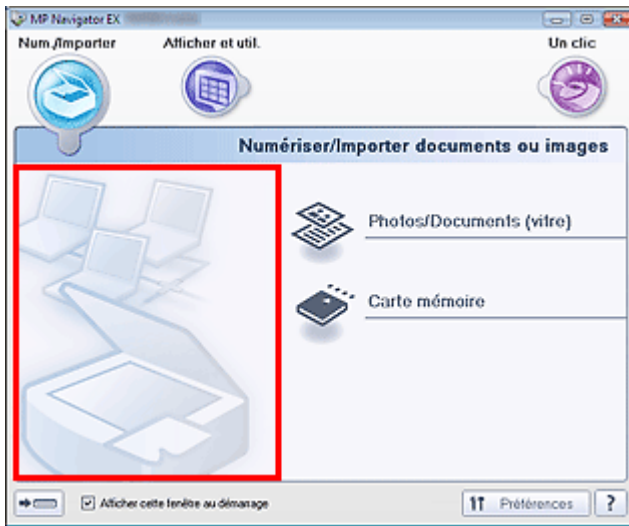 MP Navigator EX
Num./Importer Afficher et util. Un clic
Numériser/Importer documents ou images
Photos/Documents (vitre)
Carte mémoire
Afficher cette fenêtre au démarrage
Préférences ?